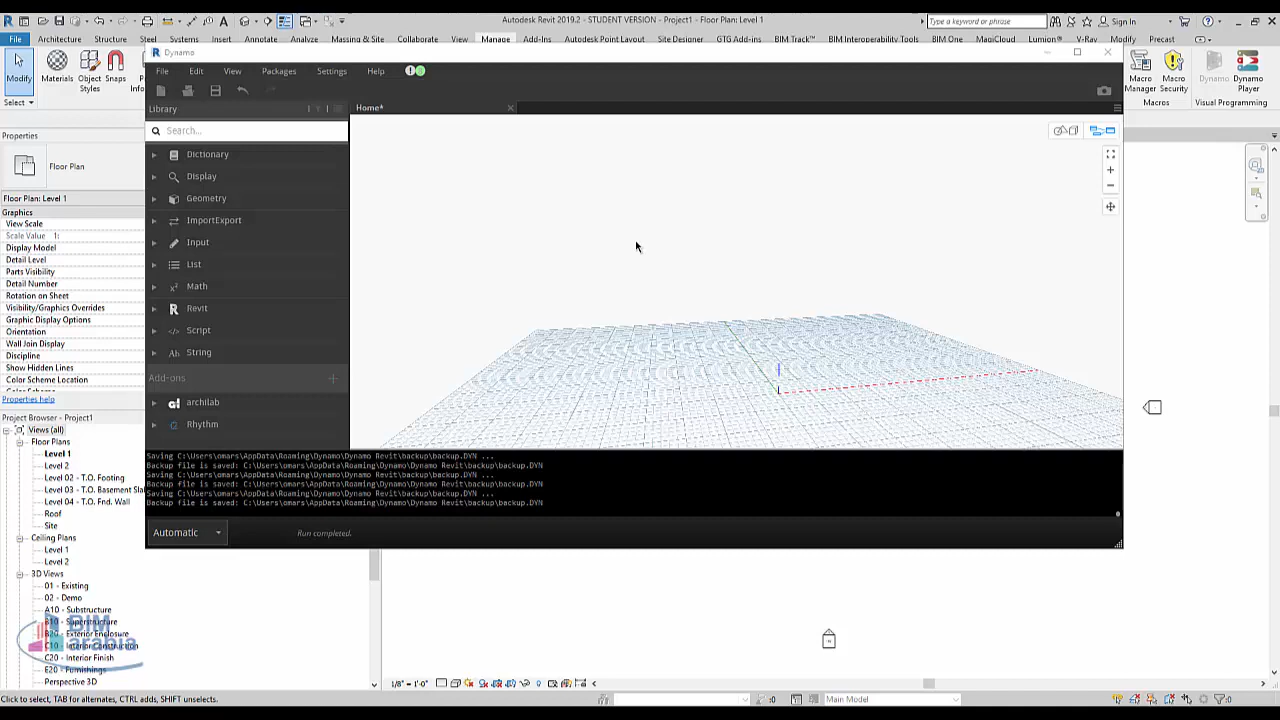 Autodesk Revit 2019.2 - STUDENT VERSION - Project1 - Floor Plan: Level 1
Type a keyword or phrase
Sign In
File Architecture Structure Steel Systems Insert Annotate Analyze Massing & Site Collaborate View Manage Add-Ins Autodesk Point Layout Site Designer GTG Add-ins BIM Track™ BIM Interoperability Tools BIM One MagiCloud Lumion® V-Ray Modify Precast
Modify
Materials
Object Styles
Snaps
Select
Macro Manager
Macro Security
Dynamo
Dynamo Player
Macros
Visual Programming
Dynamo
File Edit View Packages Settings Help
Library
Home*
Search...
Dictionary
Display
Geometry
ImportExport
Input
List
Math
Revit
Script
String
Add-ons
archilab
Rhythm
Saving C:\Users\omars\AppData\Roaming\Dynamo\Dynamo Revit\backup\backup.DYN ...
Backup file is saved: C:\Users\omars\AppData\Roaming\Dynamo\Dynamo Revit\backup\backup.DYN
Saving C:\Users\omars\AppData\Roaming\Dynamo\Dynamo Revit\backup\backup.DYN ...
Backup file is saved: C:\Users\omars\AppData\Roaming\Dynamo\Dynamo Revit\backup\backup.DYN
Saving C:\Users\omars\AppData\Roaming\Dynamo\Dynamo Revit\backup\backup.DYN ...
Backup file is saved: C:\Users\omars\AppData\Roaming\Dynamo\Dynamo Revit\backup\backup.DYN
Automatic
Run completed.
Properties
Floor Plan
Floor Plan: Level 1
Graphics
View Scale
Scale Value 1:
Display Model
Detail Level
Parts Visibility
Detail Number
Rotation on Sheet
Visibility/Graphics Overrides
Graphic Display Options
Orientation
Wall Join Display
Discipline
Show Hidden Lines
Color Scheme Location
Properties help
Project Browser - Project1
Views (all)
Floor Plans
Level 1
Level 2
Level 02 - T.O. Footing
Level 03 - T.O. Basement Sla
Level 04 - T.O. Fnd. Wall
Roof
Site
Ceiling Plans
Level 1
Level 2
3D Views
01 - Existing
02 - Demo
A10 - Substructure
B10 - Superstructure
B20 - Exterior Enclosure
C10 - Interior Construction
C20 - Interior Finish
E20 - Furnishings
Perspective 3D
BIM
arabia
1/8" = 1'-0"
Click to select, TAB for alternates, CTRL adds, SHIFT unselects.
:0
Main Model
:0